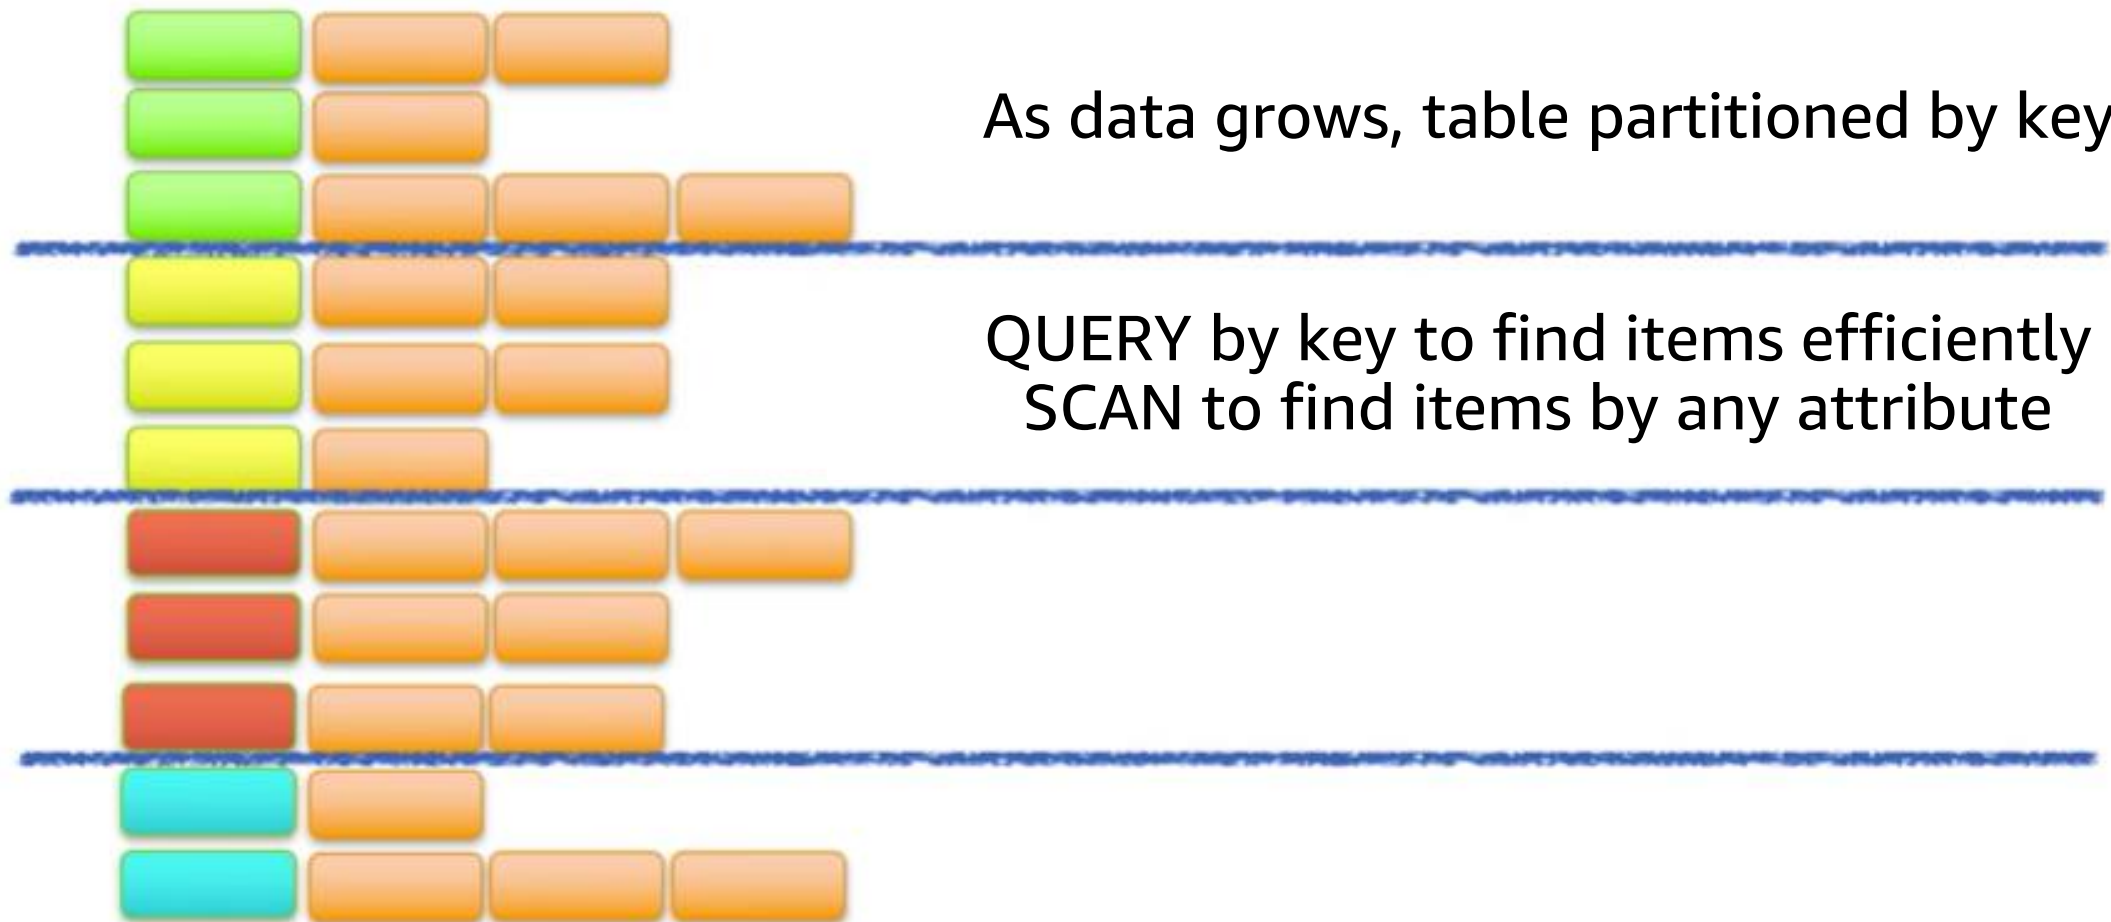 As data grows, table partitioned by key
QUERY by key to find items efficiently
SCAN to find items by any attribute